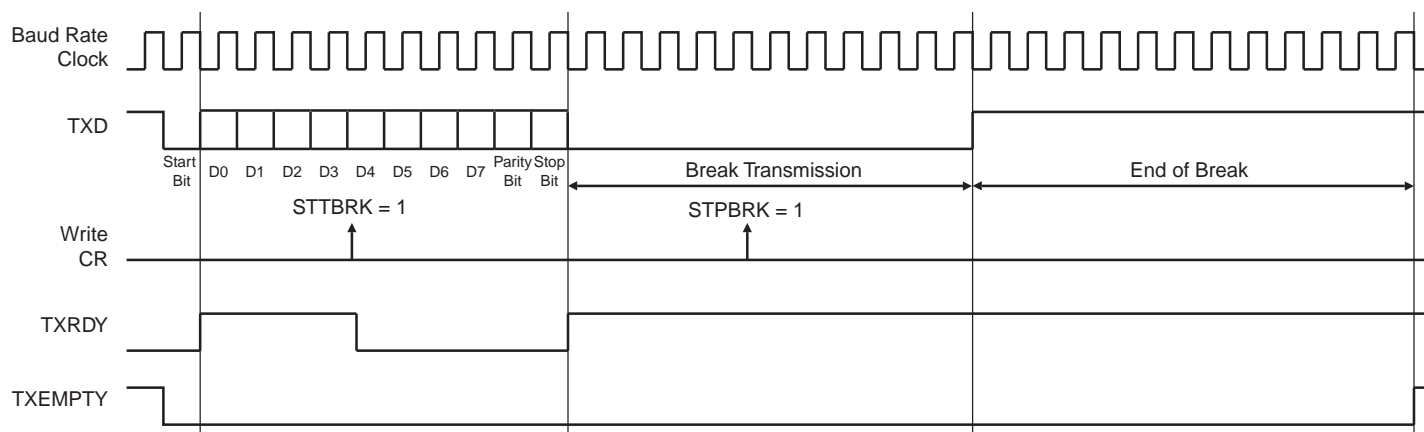 Baud Rate
Clock
TXD
Start
Bit
D0 D1 D2 D3 D4 D5 D6 D7
Parity
Bit
Stop
Bit
Break Transmission
End of Break
STTBRK = 1
STPBRK = 1
Write
CR
TXRDY
TXEMPTY